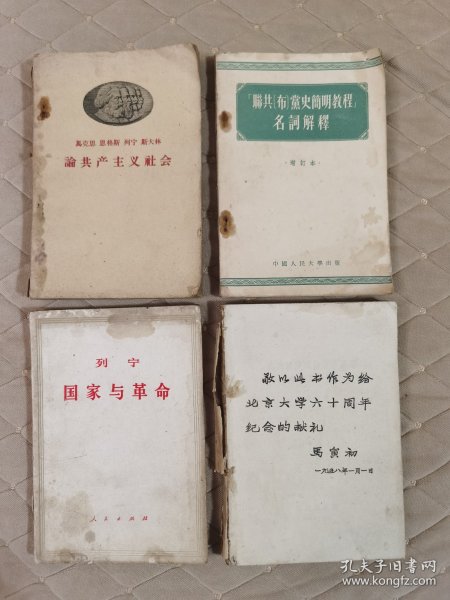 馬克思 恩格斯 列宁 斯大林
論共产主义社会
「聯共(布)黨史簡明教程」
名詞解釋
·增訂本·
中國人民大學出版
列宁
国家与革命
人民出版社
敬以此书作为给
北京大学六十周年
纪念的献礼
馬寅初
一九五八年一月一日
孔夫子旧书网
www.kongfz.com